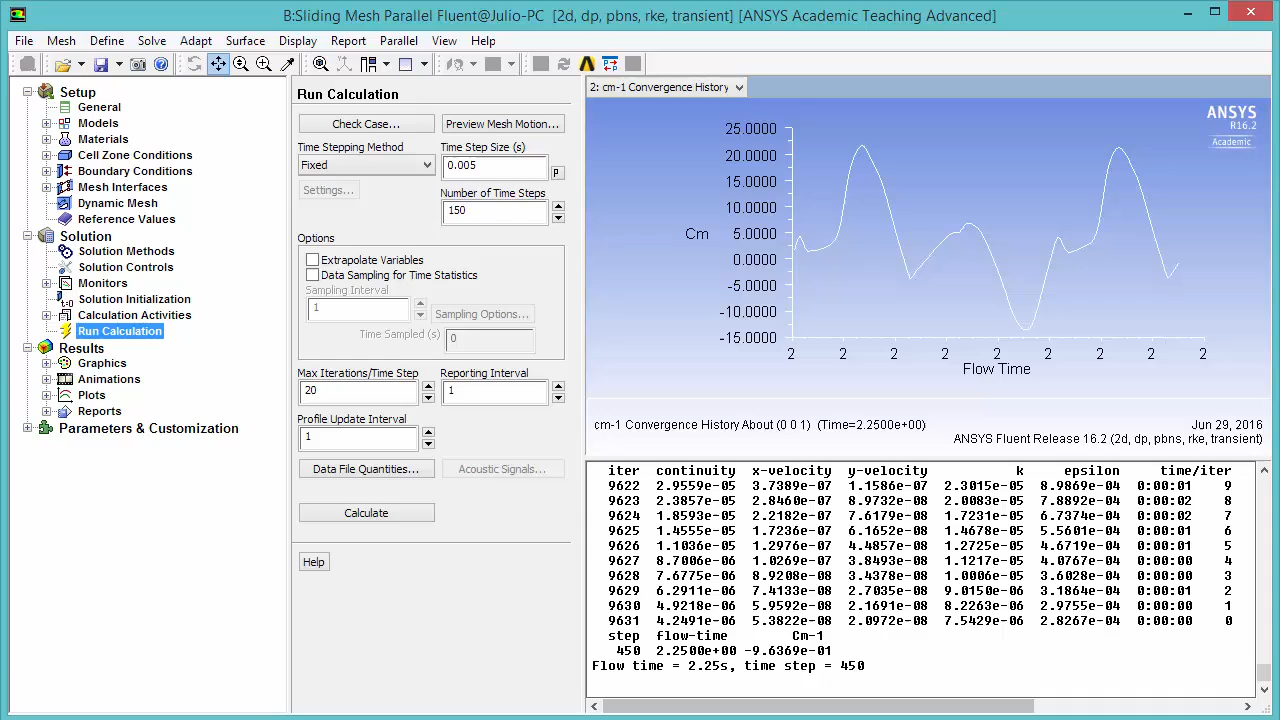 B:Sliding Mesh Parallel Fluent@Julio-PC [2d, dp, pbns, rke, transient] [ANSYS Academic Teaching Advanced]
File Mesh Define Solve Adapt Surface Display Report Parallel View Help
Setup
General
Models
Materials
Cell Zone Conditions
Boundary Conditions
Mesh Interfaces
Dynamic Mesh
Reference Values
Solution
Solution Methods
Solution Controls
Monitors
Solution Initialization
Calculation Activities
Run Calculation
Results
Graphics
Animations
Plots
Reports
Parameters & Customization
Run Calculation
Check Case... Preview Mesh Motion...
Time Stepping Method Time Step Size (s)
Fixed 0.005 P
Settings... Number of Time Steps
150
Options
Extrapolate Variables
Data Sampling for Time Statistics
Sampling Interval
1 Sampling Options...
Time Sampled (s) 0
Max Iterations/Time Step Reporting Interval
20 1
Profile Update Interval
1
Data File Quantities... Acoustic Signals...
Calculate
Help
2: cm-1 Convergence History
ANSYS
R16.2
Academic
25.0000
20.0000
15.0000
10.0000
Cm 5.0000
0.0000
-5.0000
-10.0000
-15.0000
2 2 2 2 2 2 2 2 2
Flow Time
cm-1 Convergence History About (0 0 1) (Time=2.2500e+00) Jun 29, 2016
ANSYS Fluent Release 16.2 (2d, dp, pbns, rke, transient)
iter continuity x-velocity y-velocity k epsilon time/iter
9622 2.9559e-05 3.7389e-07 1.1586e-07 2.3015e-05 8.9869e-04 0:00:01 9
9623 2.3857e-05 2.8460e-07 8.9732e-08 2.0083e-05 7.8892e-04 0:00:02 8
9624 1.8593e-05 2.2182e-07 7.6179e-08 1.7231e-05 6.7374e-04 0:00:02 7
9625 1.4555e-05 1.7236e-07 6.1652e-08 1.4678e-05 5.5601e-04 0:00:01 6
9626 1.1036e-05 1.2976e-07 4.4857e-08 1.2725e-05 4.6719e-04 0:00:01 5
9627 8.7006e-06 1.0269e-07 3.8493e-08 1.1217e-05 4.0767e-04 0:00:00 4
9628 7.6775e-06 8.9208e-08 3.4378e-08 1.0006e-05 3.6028e-04 0:00:00 3
9629 6.2911e-06 7.4133e-08 2.7035e-08 9.0150e-06 3.1864e-04 0:00:01 2
9630 4.9218e-06 5.9592e-08 2.1691e-08 8.2263e-06 2.9755e-04 0:00:00 1
9631 4.2491e-06 5.3822e-08 2.0972e-08 7.5429e-06 2.8267e-04 0:00:00 0
step flow-time Cm-1
450 2.2500e+00 -9.6369e-01
Flow time = 2.25s, time step = 450